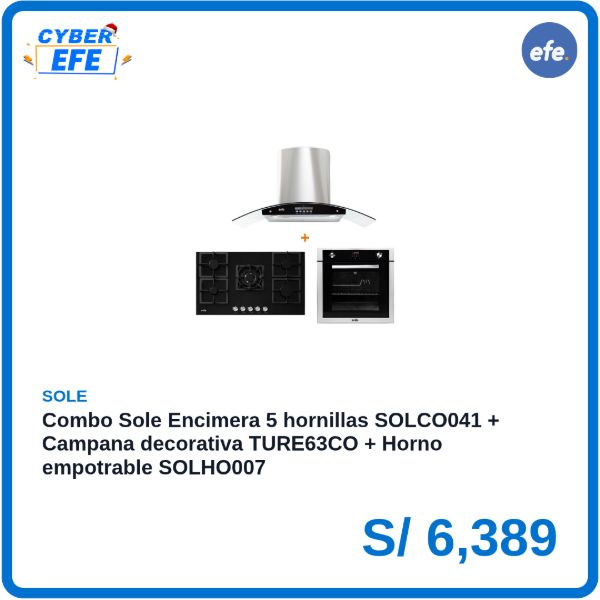 CYBER
EFE
efe.
+
SOLE
Combo Sole Encimera 5 hornillas SOLCO041 +
Campana decorativa TURE63CO + Horno
empotrable SOLHO007
S/ 6,389